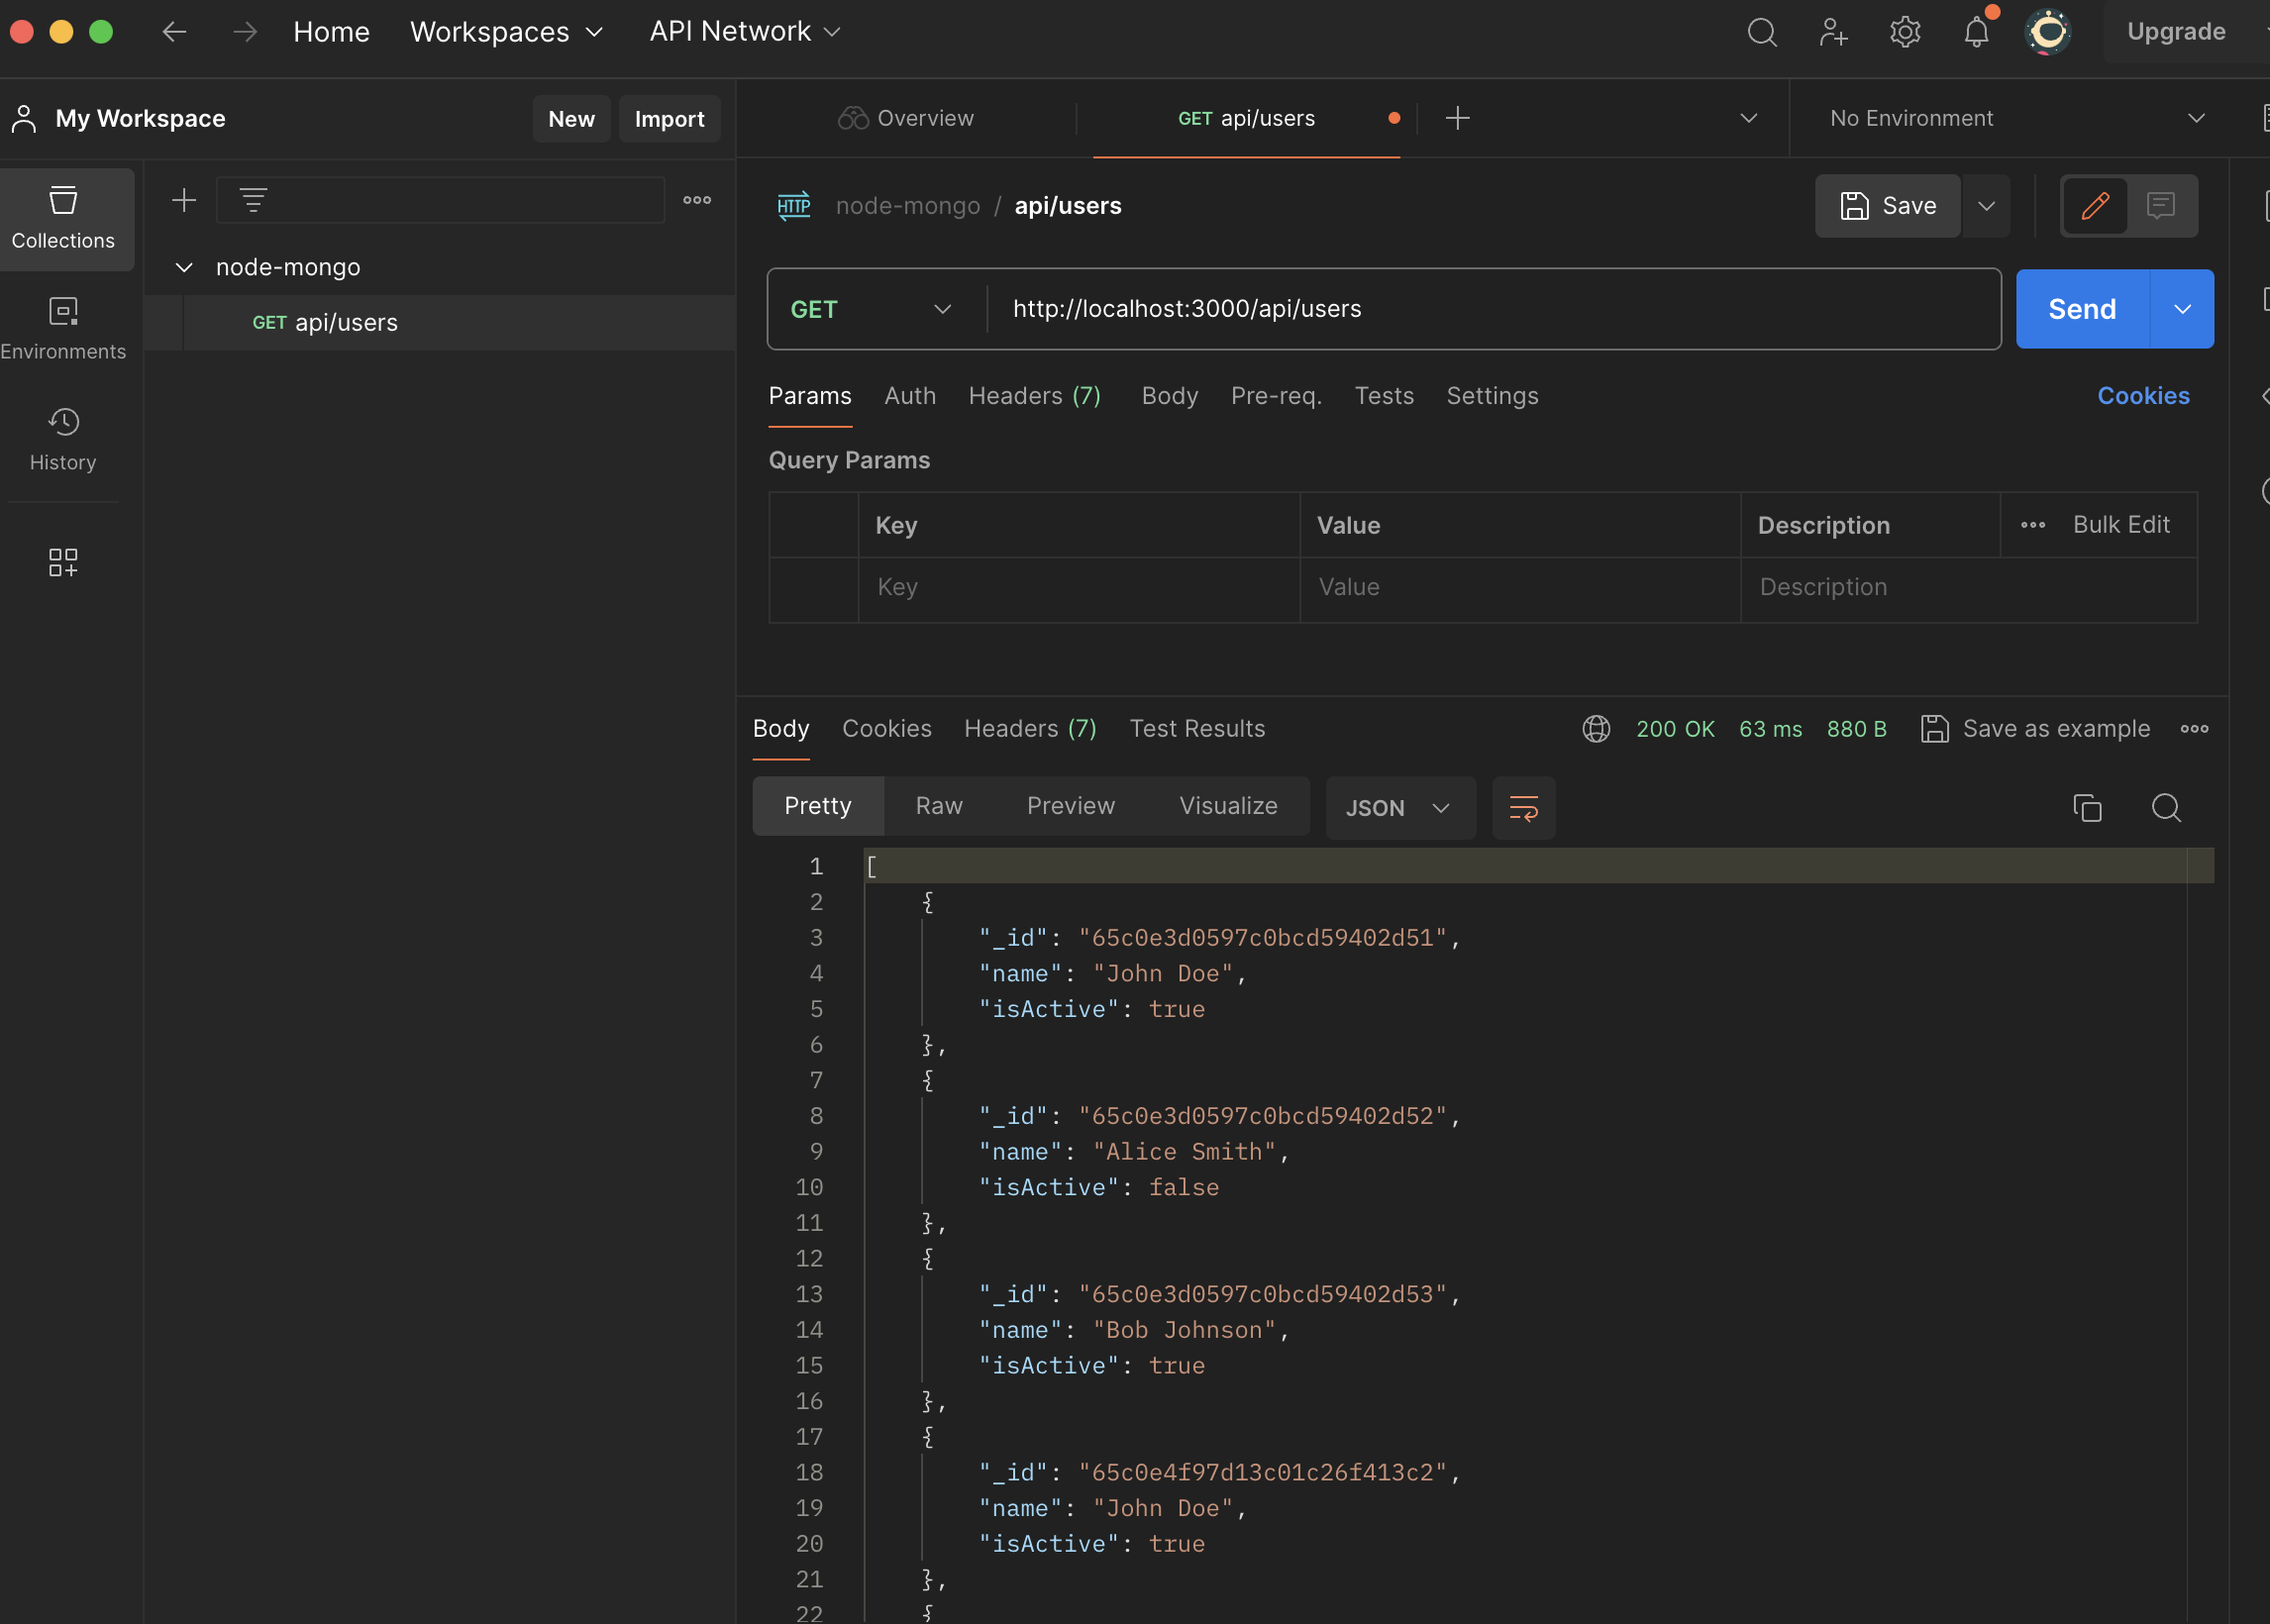 Home Workspaces API Network Upgrade
My Workspace New Import
Overview GET api/users No Environment
Collections
Environments
History
node-mongo
GET api/users
HTTP node-mongo / api/users Save
GET http://localhost:3000/api/users Send
Params Auth Headers (7) Body Pre-req. Tests Settings Cookies
Query Params
Key Value Description Bulk Edit
Key Value Description
Body Cookies Headers (7) Test Results 200 OK 63 ms 880 B Save as example
Pretty Raw Preview Visualize JSON
1 [
2 {
3 "_id": "65c0e3d0597c0bcd59402d51",
4 "name": "John Doe",
5 "isActive": true
6 },
7 {
8 "_id": "65c0e3d0597c0bcd59402d52",
9 "name": "Alice Smith",
10 "isActive": false
11 },
12 {
13 "_id": "65c0e3d0597c0bcd59402d53",
14 "name": "Bob Johnson",
15 "isActive": true
16 },
17 {
18 "_id": "65c0e4f97d13c01c26f413c2",
19 "name": "John Doe",
20 "isActive": true
21 },
22 {